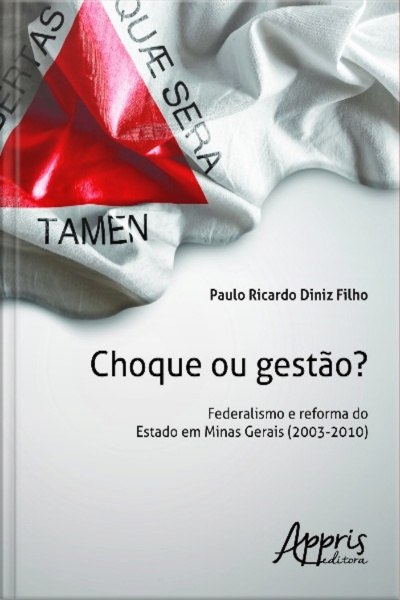 ERTAS
QUÆ SERA
TAMEN
Paulo Ricardo Diniz Filho
Choque ou gestão?
Federalismo e reforma do
Estado em Minas Gerais (2003-2010)
Appris
editora